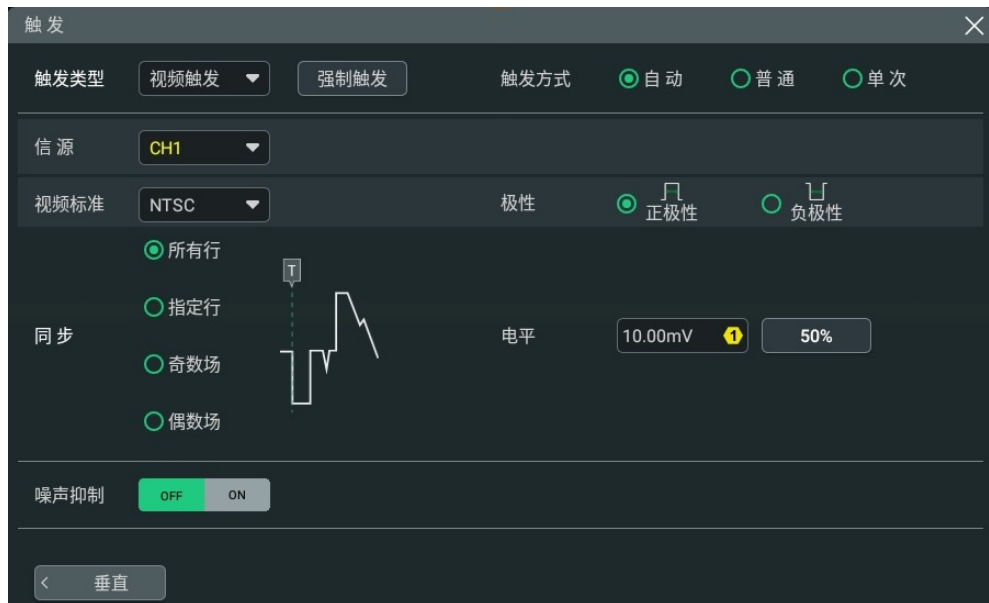 触发
触发类型 视频触发 强制触发 触发方式 自动 普通 单次
信源 CH1
视频标准 NTSC 极性 正极性 负极性
所有行
T
指定行
同步 电平 10.00mV 1 50%
奇数场
偶数场
噪声抑制 OFF ON
< 垂直